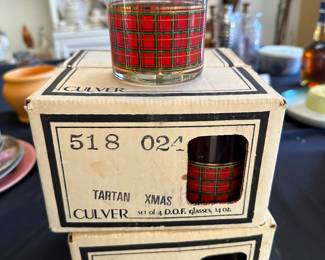 CULVER
518 024
TARTAN XMAS
CULVER SET OF 4 D.O.F. glasses, 14 oz.